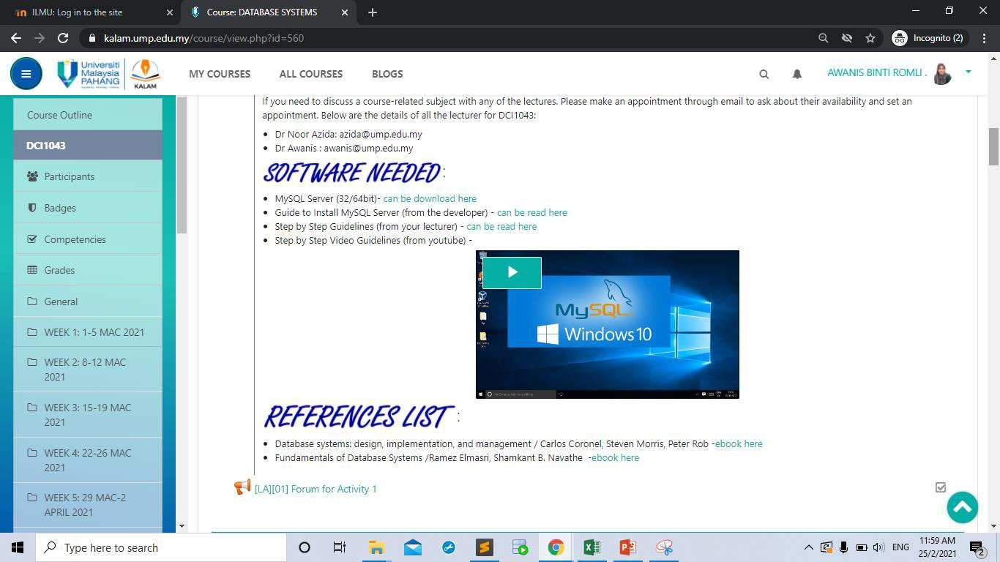 ILMU: Log in to the site
Course: DATABASE SYSTEMS
kalam.ump.edu.my/course/view.php?id=560
Incognito (2)
Universiti
Malaysia
PAHANG
KALAM
MY COURSES
ALL COURSES
BLOGS
AWANIS BINTI ROMLI .
Course Outline
DCI1043
Participants
Badges
Competencies
Grades
General
WEEK 1: 1-5 MAC 2021
WEEK 2: 8-12 MAC
2021
WEEK 3: 15-19 MAC
2021
WEEK 4: 22-26 MAC
2021
WEEK 5: 29 MAC-2
APRIL 2021
If you need to discuss a course-related subject with any of the lectures. Please make an appointment through email to ask about their availability and set an
appointment. Below are the details of all the lecturer for DCI1043:
Dr Noor Azida: azida@ump.edu.my
Dr Awanis : awanis@ump.edu.my
SOFTWARE NEEDED :
MySQL Server (32/64bit)- can be download here
Guide to Install MySQL Server (from the developer) - can be read here
Step by Step Guidelines (from your lecturer) - can be read here
Step by Step Video Guidelines (from youtube) -
MySQL
Windows 10
REFERENCES LIST :
Database systems: design, implementation, and management / Carlos Coronel, Steven Morris, Peter Rob -ebook here
Fundamentals of Database Systems /Ramez Elmasri, Shamkant B. Navathe -ebook here
[LA][01] Forum for Activity 1
Type here to search
ENG
11:59 AM
25/2/2021
2